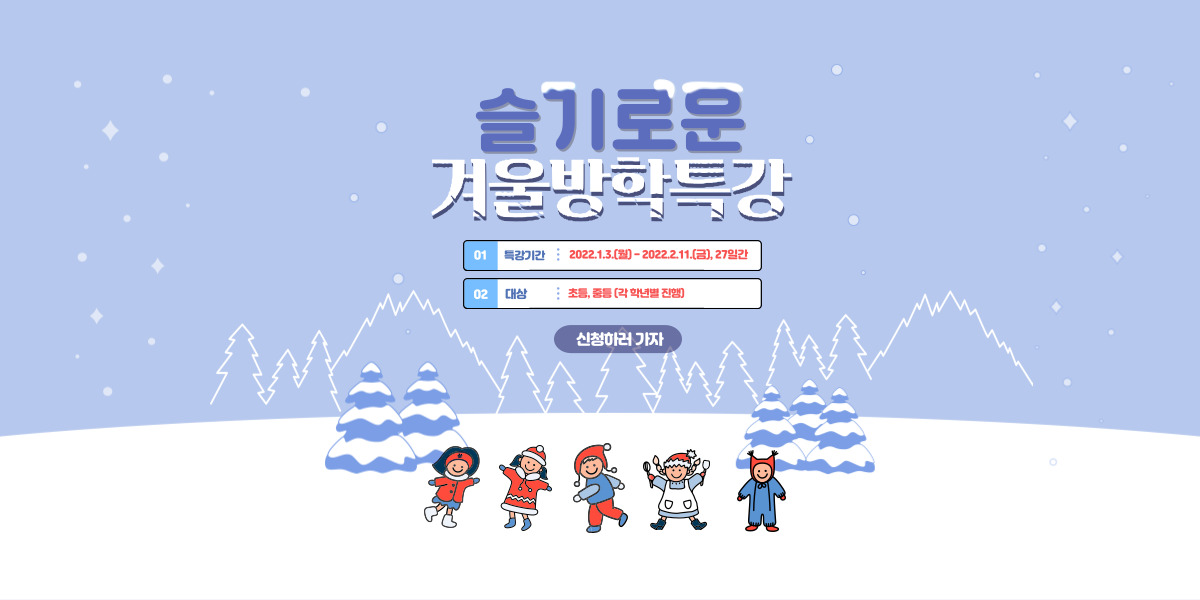 슬기로운
겨울방학특강
01 특강기간 : 2022.1.3.(월) - 2022.2.11.(금), 27일간
02 대상 : 초등, 중등 (각 학년별 진행)
신청하러 가자